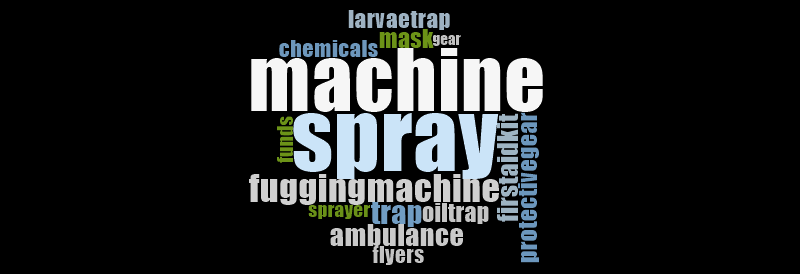 larvaetrap
mask
gear
chemicals
machine
spray
funds
firstaidkit
protectivegear
fuggingmachine
sprayer
trap
oiltrap
ambulance
flyers